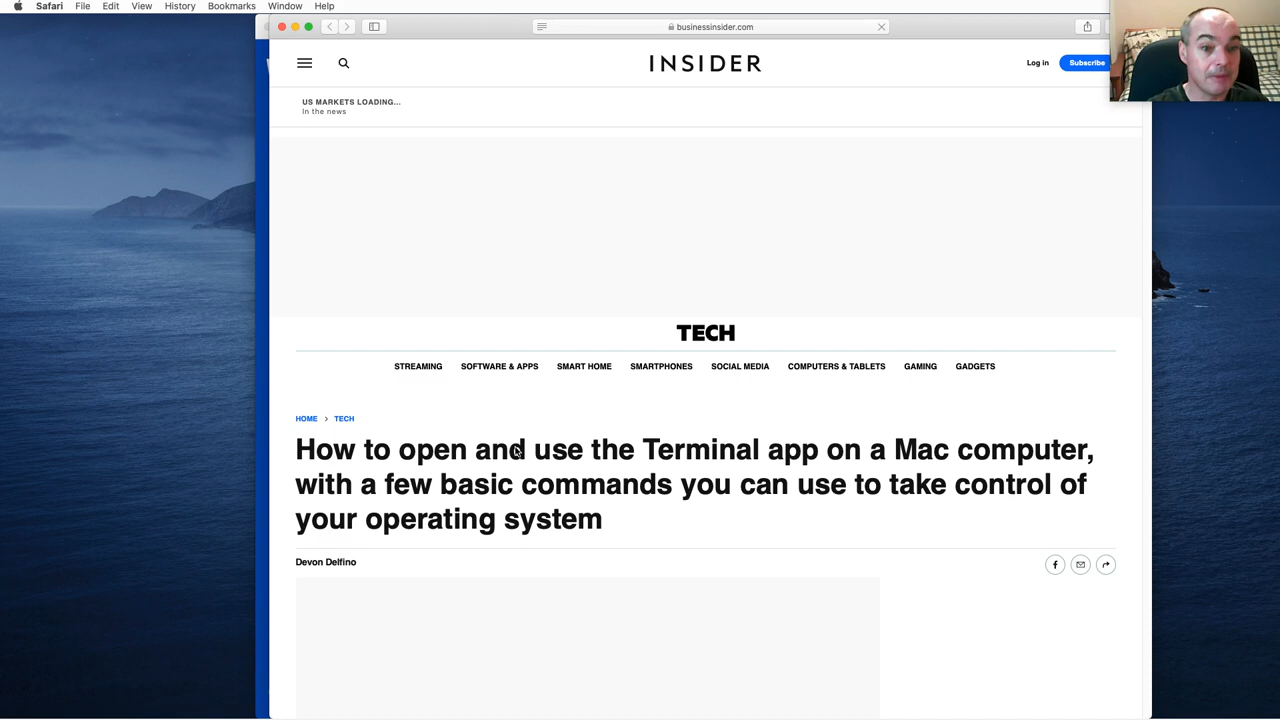 Safari File Edit View History Bookmarks Window Help
businessinsider.com
INSIDER
Log in
Subscribe
US MARKETS LOADING...
In the news
TECH
STREAMING SOFTWARE & APPS SMART HOME SMARTPHONES SOCIAL MEDIA COMPUTERS & TABLETS GAMING GADGETS
HOME > TECH
How to open and use the Terminal app on a Mac computer,
with a few basic commands you can use to take control of
your operating system
Devon Delfino